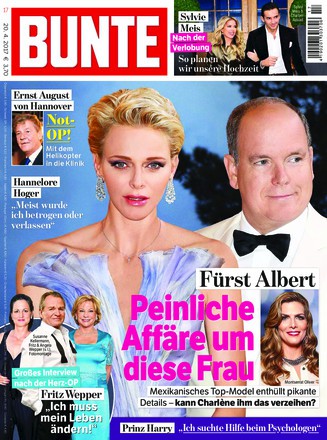 17
20. 4. 2017 € 3,70
BUNTE
Sylvie
Meis
Nach der
Verlobung
So planen
wir unsere Hochzeit
Ernst August
von Hannover
Not-
OP!
Mit dem
Helikopter
in die Klinik
Hannelore
Hoger
„Meist wurde
ich betrogen oder
verlassen“
Fürst Albert
Peinliche
Affäre um
diese Frau
Montserrat Oliver
Mexikanisches Top-Model enthüllt pikante
Details – kann Charlène ihm das verzeihen?
Susanne
Kellermann,
Fritz & Angela
Wepper (v.l.)
Fotomontage
Großes Interview
nach der Herz-OP
Fritz Wepper
„Ich muss
mein Leben
ändern!“
Prinz Harry
„Ich suchte Hilfe beim Psychologen“